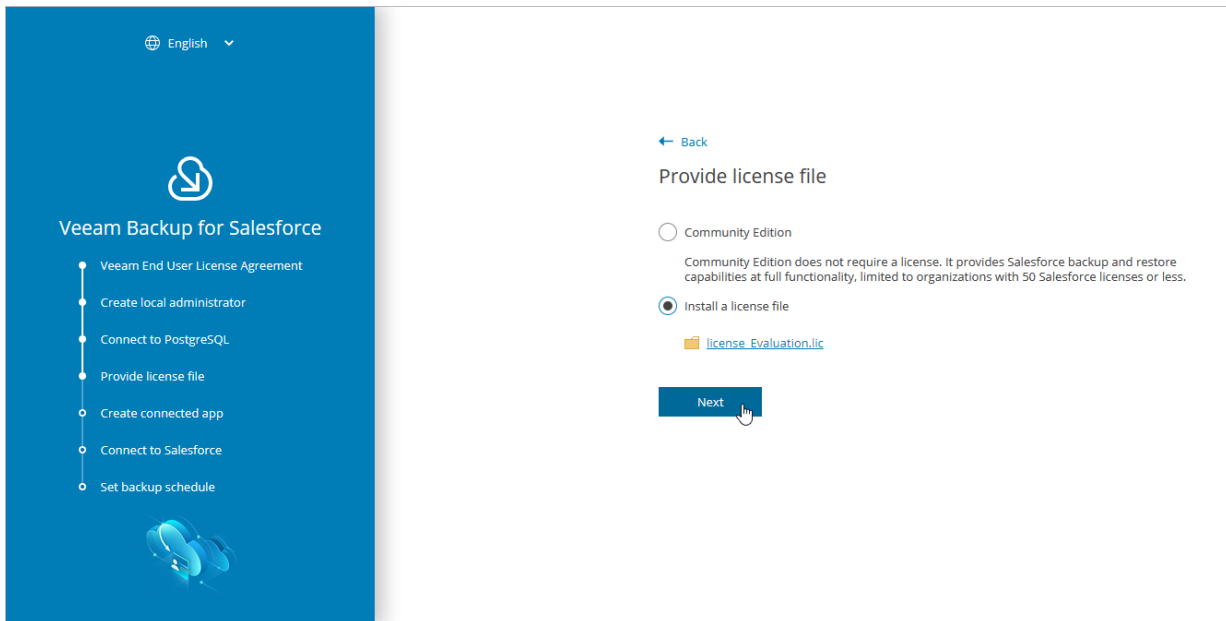 English
Veeam Backup for Salesforce
Veeam End User License Agreement
Create local administrator
Connect to PostgreSQL
Provide license file
Create connected app
Connect to Salesforce
Set backup schedule
Back
Provide license file
Community Edition
Community Edition does not require a license. It provides Salesforce backup and restore
capabilities at full functionality, limited to organizations with 50 Salesforce licenses or less.
Install a license file
license_Evaluation.lic
Next